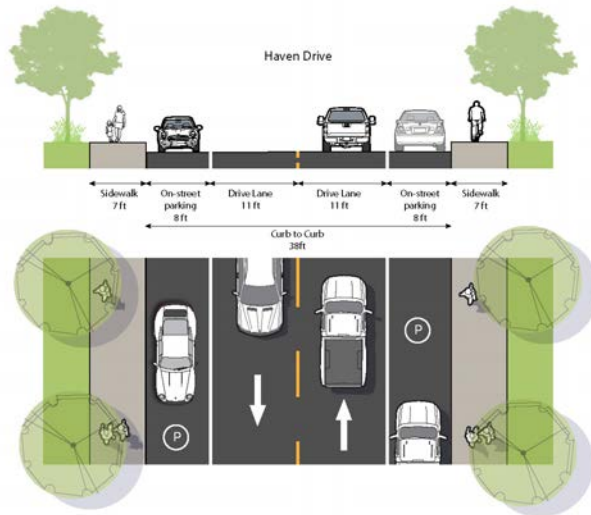 Haven Drive
Sidewalk
7 ft
On-street
parking
8 ft
Drive Lane
11 ft
Drive Lane
11 ft
On-street
parking
8 ft
Sidewalk
7 ft
Curb to Curb
38ft
P
P